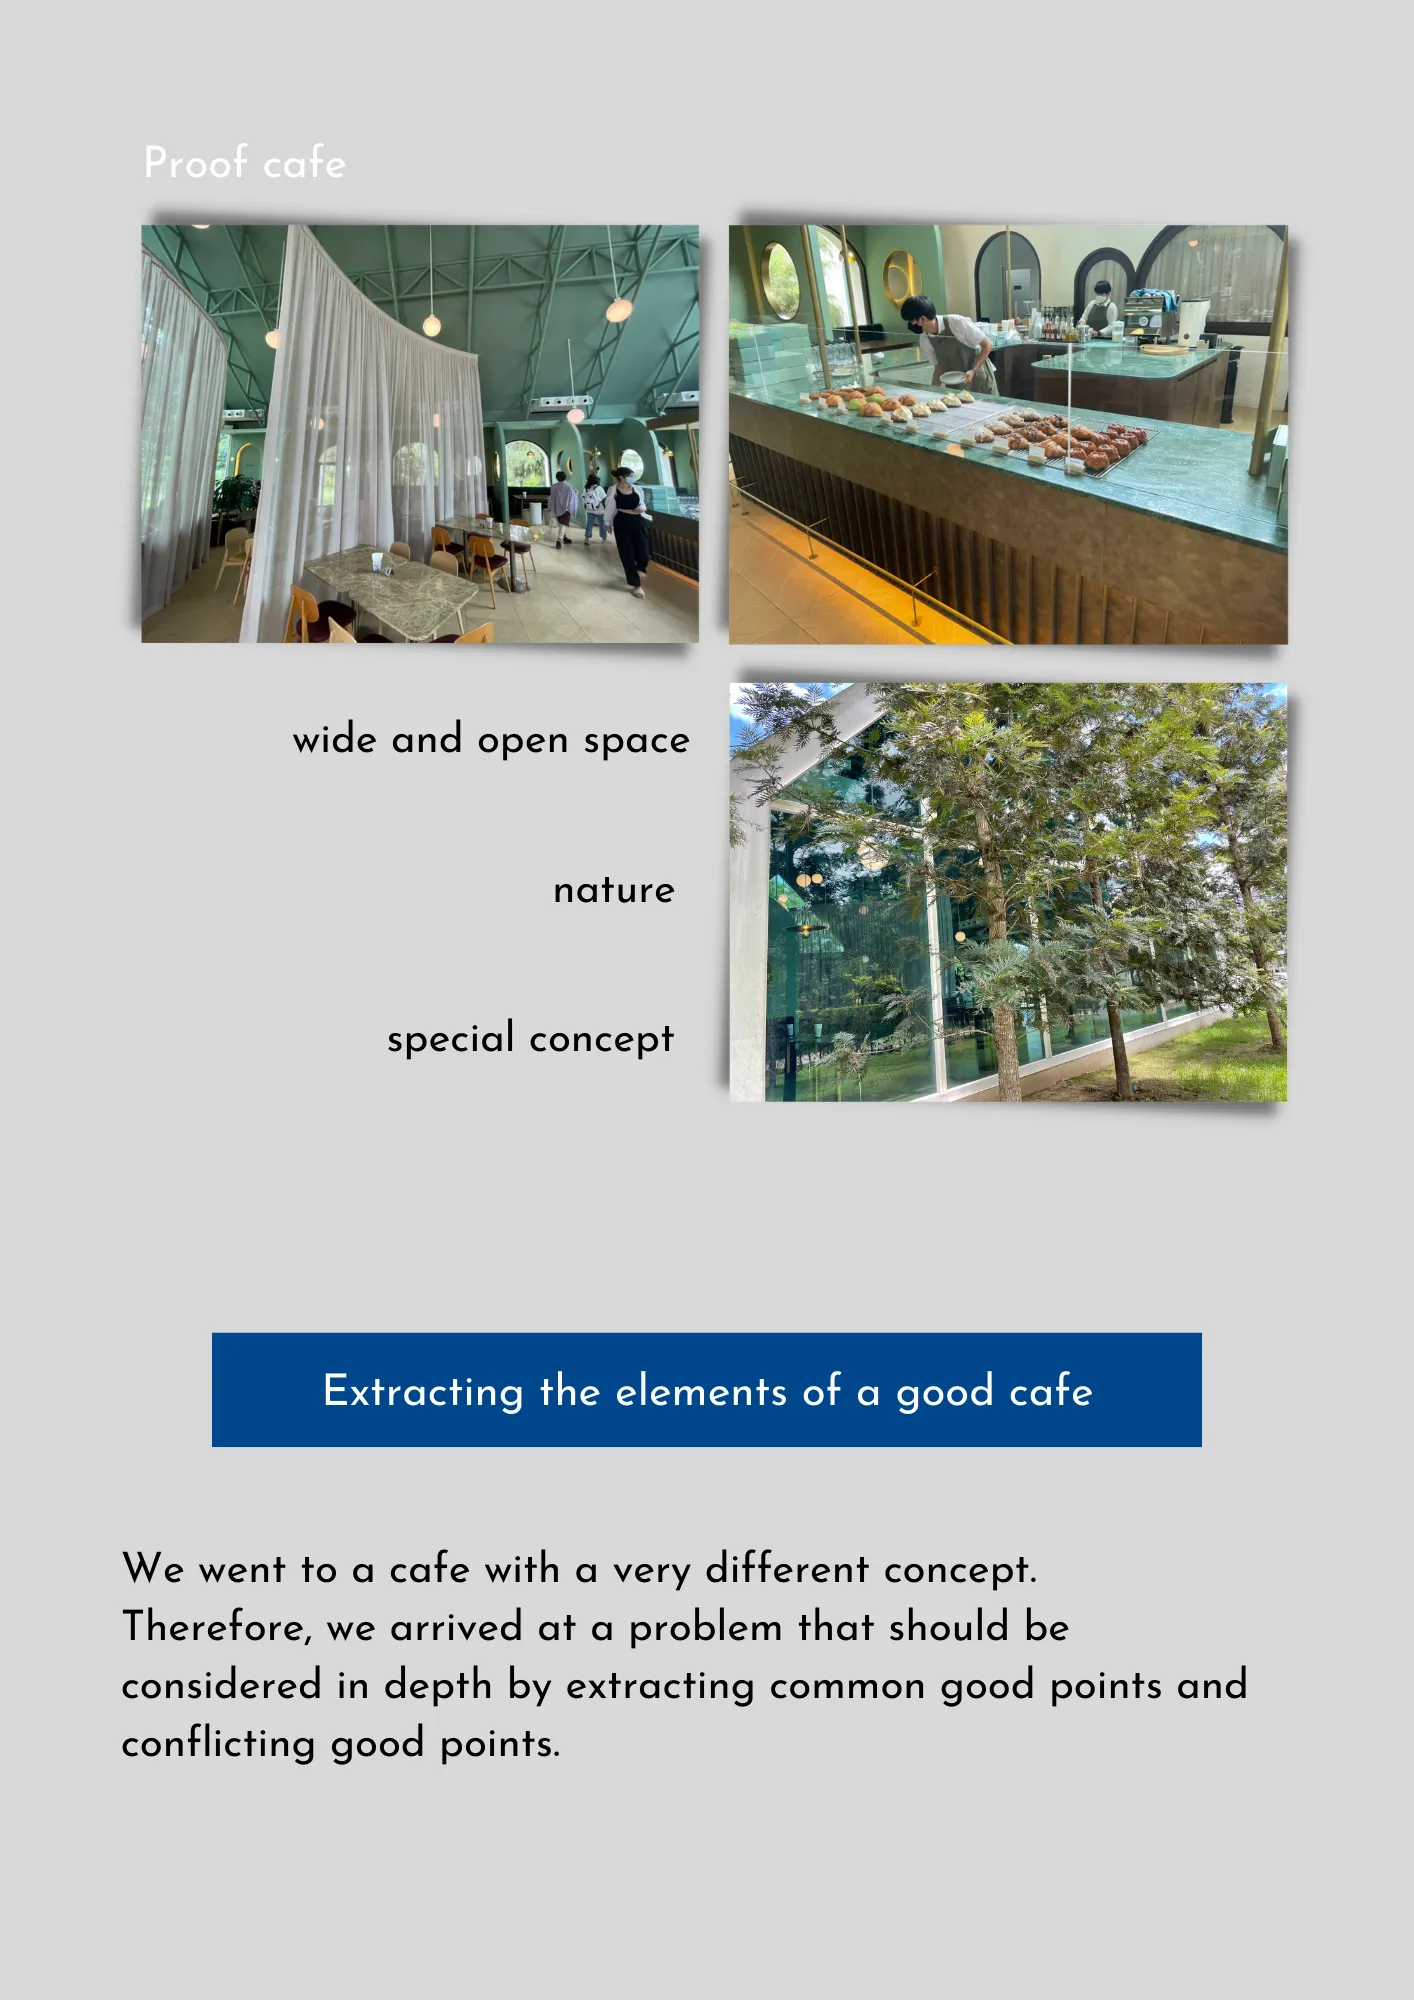 Proof cafe
wide and open space
nature
special concept
Extracting the elements of a good cafe
We went to a cafe with a very different concept.
Therefore, we arrived at a problem that should be
considered in depth by extracting common good points and
conflicting good points.